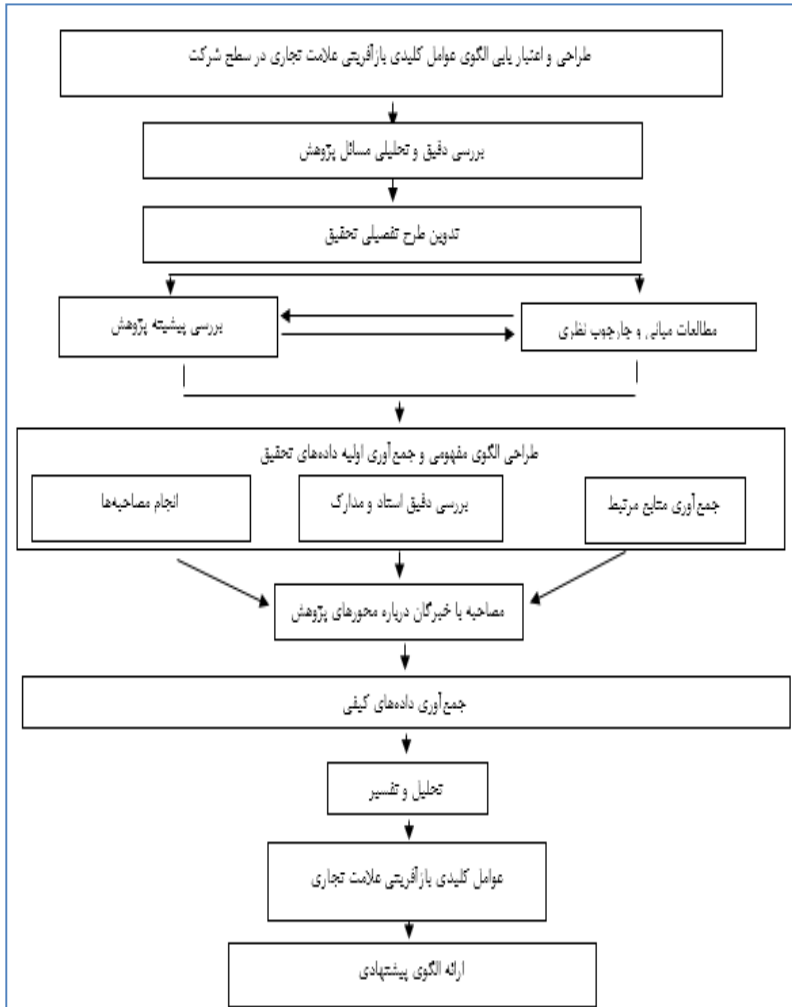 طراحی و اعتبار یابی الگوی عوامل کلیدی بازآفرینی علامت تجاری در سطح شرکت
بررسی دقیق و تحلیلی مسائل پژوهش
تدوین طرح تفصیلی تحقیق
مطالعات مبانی و چارچوب نظری
بررسی پیشینه پژوهش
طراحی الگوی مفهومی و جمع‌آوری اولیه داده‌های تحقیق
جمع‌آوری منابع مرتبط
بررسی دقیق اسناد و مدارک
انجام مصاحبه‌ها
مصاحبه با خبرگان درباره محورهای پژوهش
جمع‌آوری داده‌های کیفی
تحلیل و تفسیر
عوامل کلیدی بازآفرینی علامت تجاری
ارائه الگوی پیشنهادی